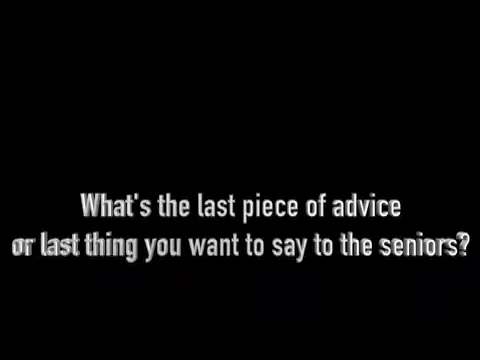 What's the last piece of advice
or last thing you want to say to the seniors?